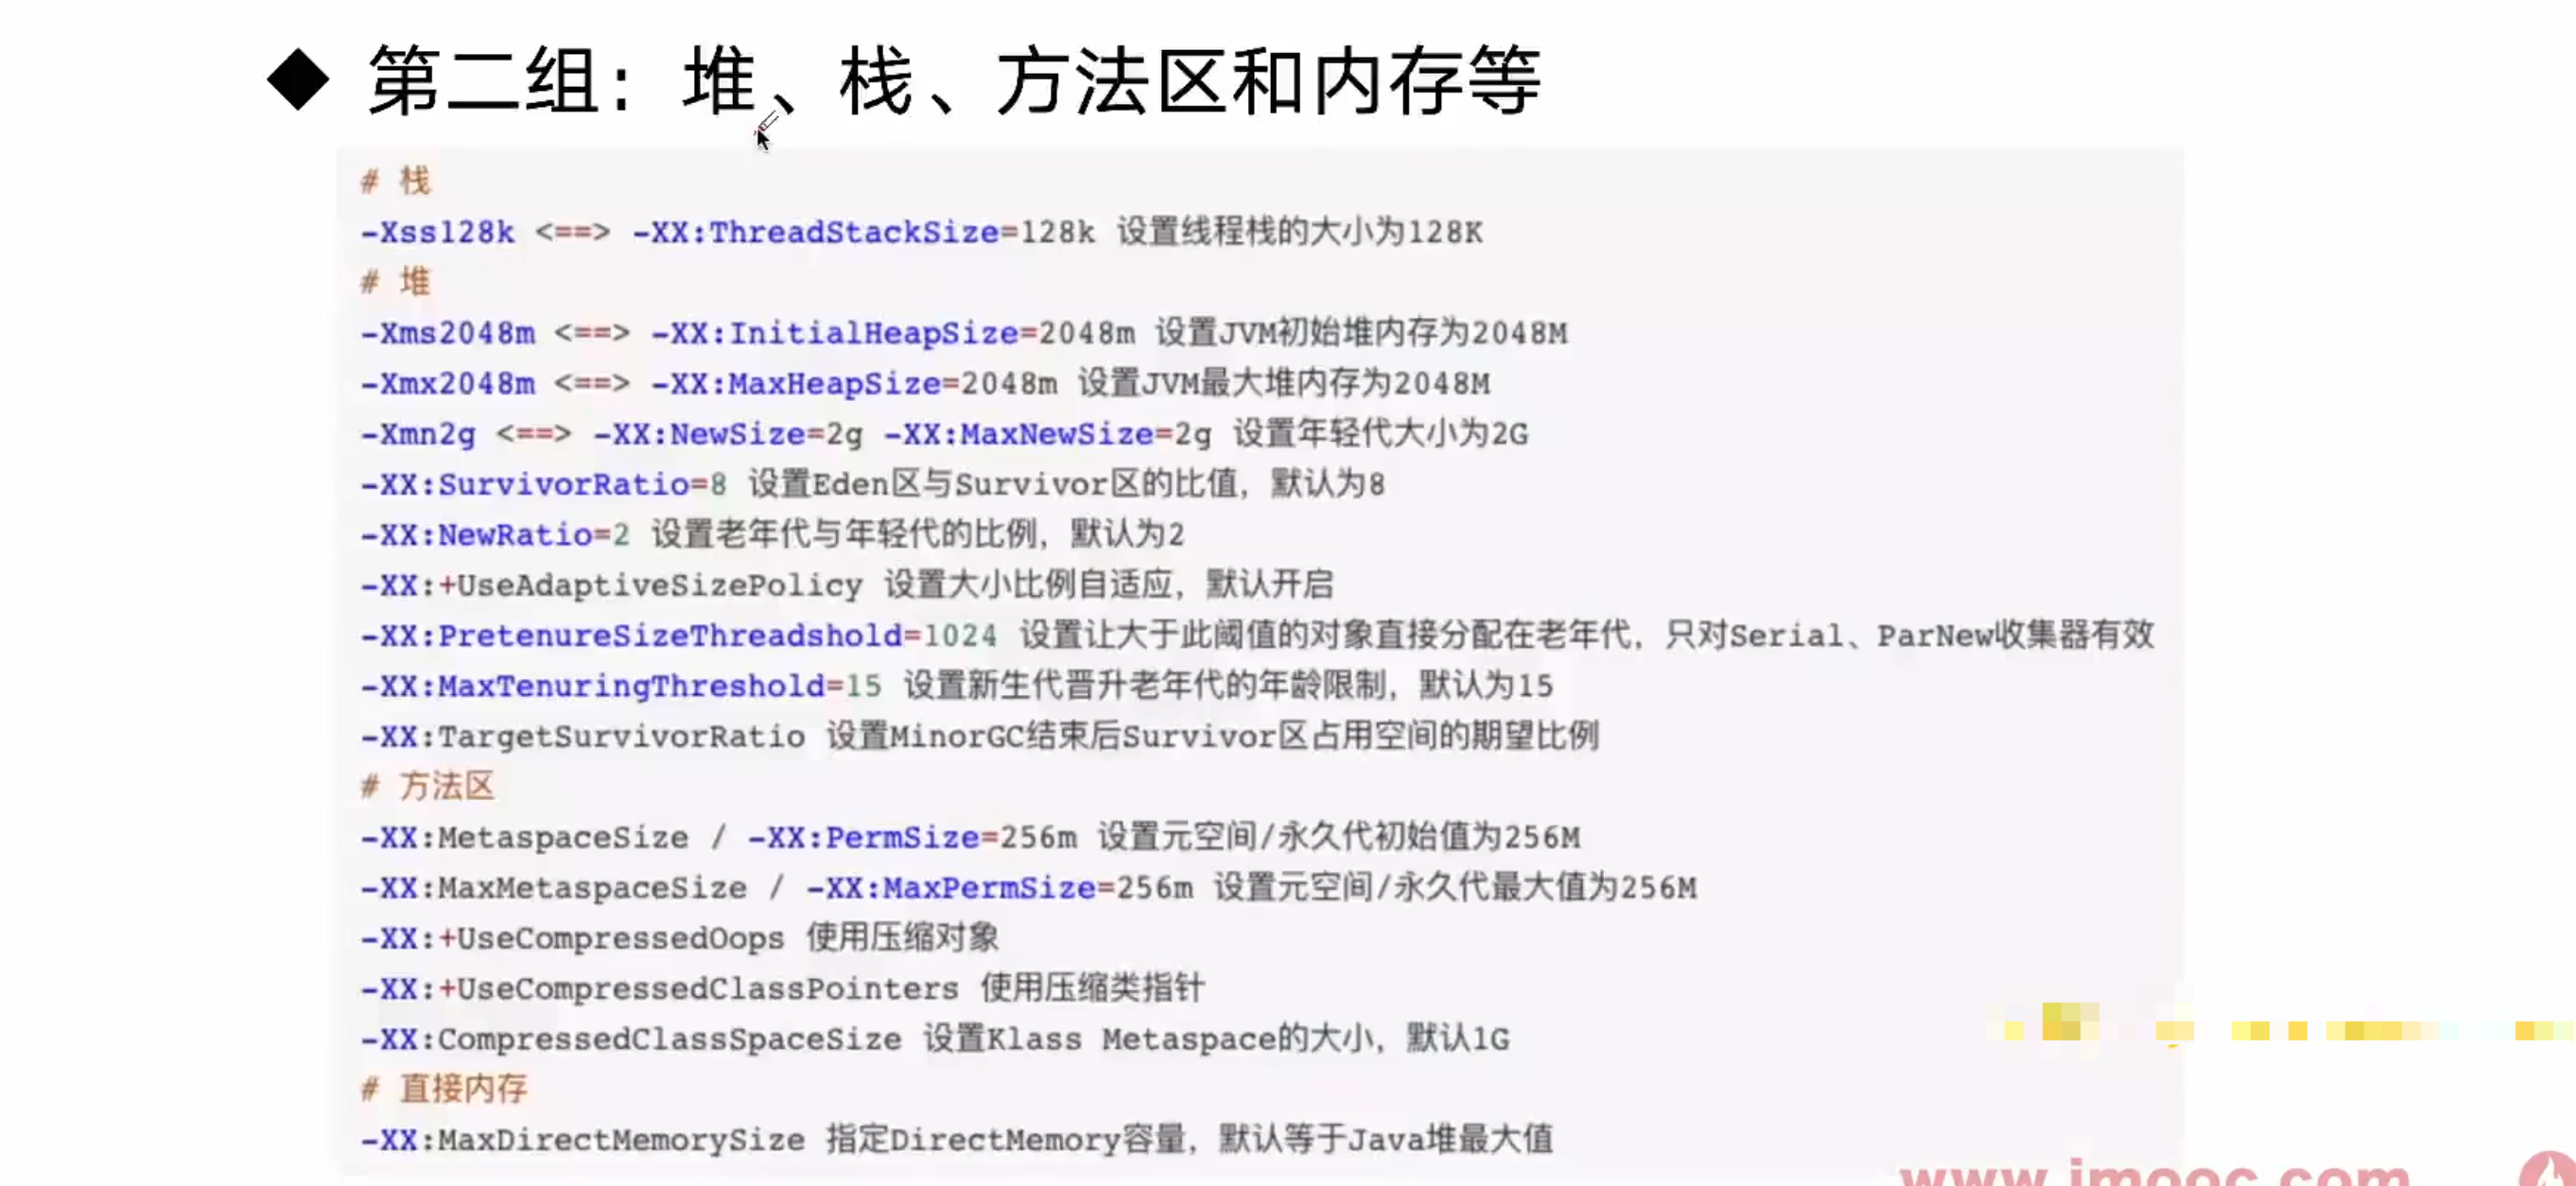 ◆ 第二组：堆、栈、方法区和内存等
# 栈
-Xss128k <==> -XX:ThreadStackSize=128k 设置线程栈的大小为128K
# 堆
-Xms2048m <==> -XX:InitialHeapSize=2048m 设置JVM初始堆内存为2048M
-Xmx2048m <==> -XX:MaxHeapSize=2048m 设置JVM最大堆内存为2048M
-Xmn2g <==> -XX:NewSize=2g -XX:MaxNewSize=2g 设置年轻代大小为2G
-XX:SurvivorRatio=8 设置Eden区与Survivor区的比值，默认为8
-XX:NewRatio=2 设置老年代与年轻代的比例，默认为2
-XX:+UseAdaptiveSizePolicy 设置大小比例自适应，默认开启
-XX:PretenureSizeThreadshold=1024 设置让大于此阈值的对象直接分配在老年代，只对Serial、ParNew收集器有效
-XX:MaxTenuringThreshold=15 设置新生代晋升老年代的年龄限制，默认为15
-XX:TargetSurvivorRatio 设置MinorGC结束后Survivor区占用空间的期望比例
# 方法区
-XX:MetaspaceSize / -XX:PermSize=256m 设置元空间/永久代初始值为256M
-XX:MaxMetaspaceSize / -XX:MaxPermSize=256m 设置元空间/永久代最大值为256M
-XX:+UseCompressedOops 使用压缩对象
-XX:+UseCompressedClassPointers 使用压缩类指针
-XX:CompressedClassSpaceSize 设置Klass Metaspace的大小，默认1G
# 直接内存
-XX:MaxDirectMemorySize 指定DirectMemory容量，默认等于Java堆最大值
www.imooc.com